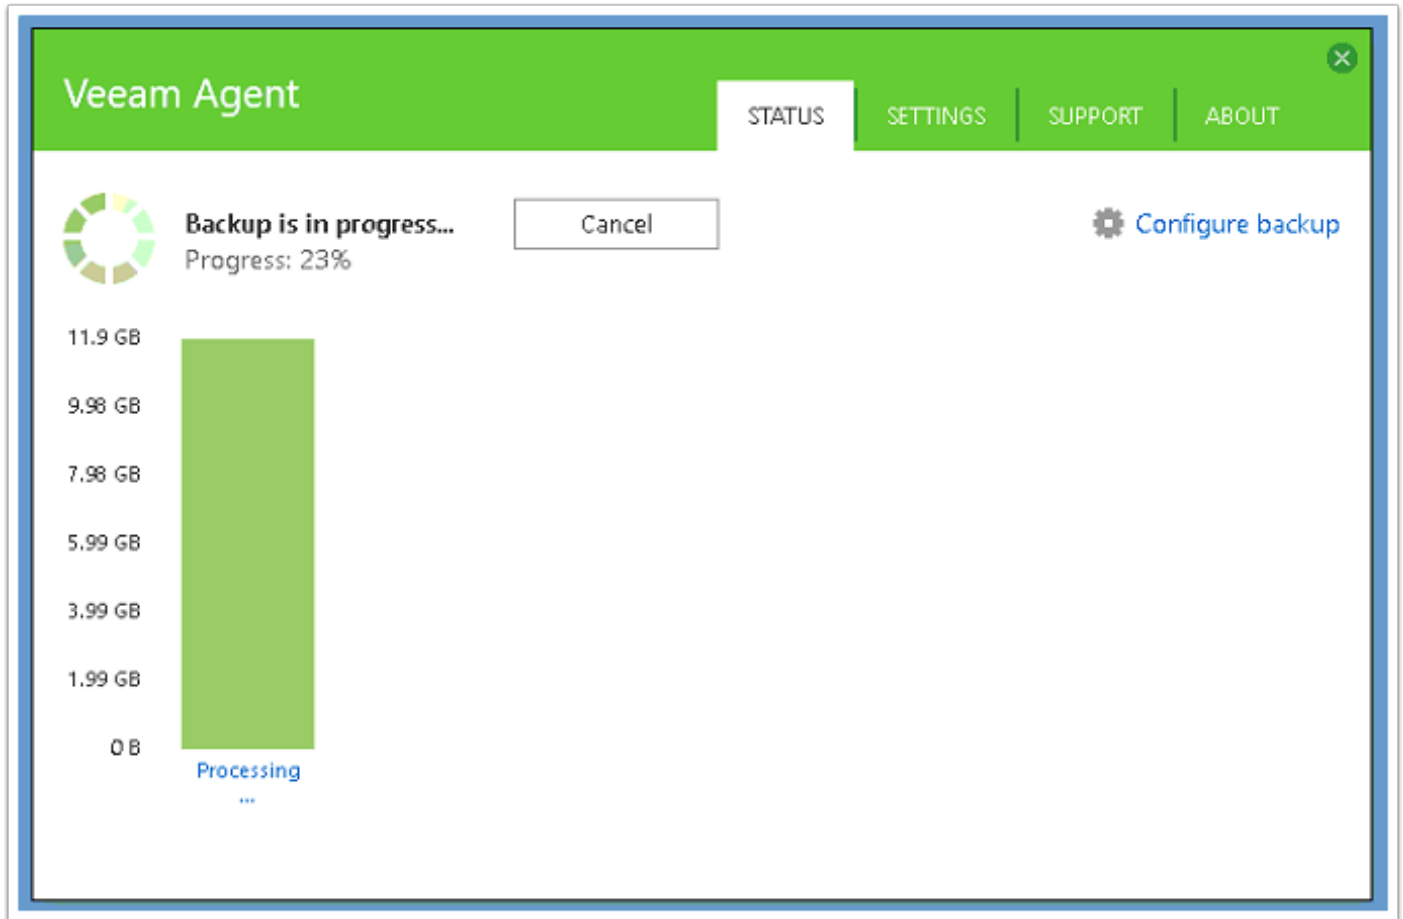 Veeam Agent
STATUS
SETTINGS
SUPPORT
ABOUT
Backup is in progress...
Progress: 23%
Cancel
Configure backup
11.9 GB
9.98 GB
7.98 GB
5.99 GB
3.99 GB
1.99 GB
0 B
Processing
...